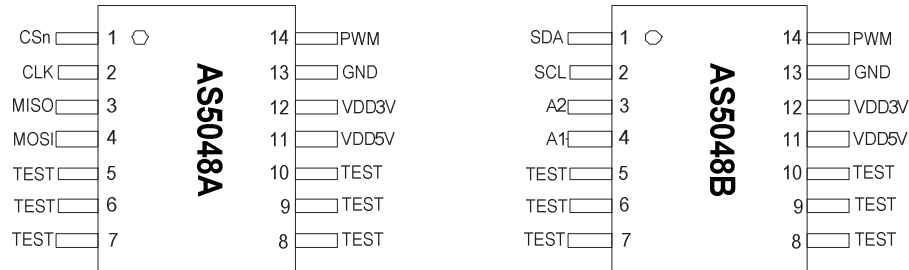 CSn 1 14 PWM
CLK 2 13 GND
MISO 3 12 VDD3V
MOSI 4 11 VDD5V
TEST 5 10 TEST
TEST 6 9 TEST
TEST 7 8 TEST
AS5048A
SDA 1 14 PWM
SCL 2 13 GND
A2 3 12 VDD3V
A1 4 11 VDD5V
TEST 5 10 TEST
TEST 6 9 TEST
TEST 7 8 TEST
AS5048B